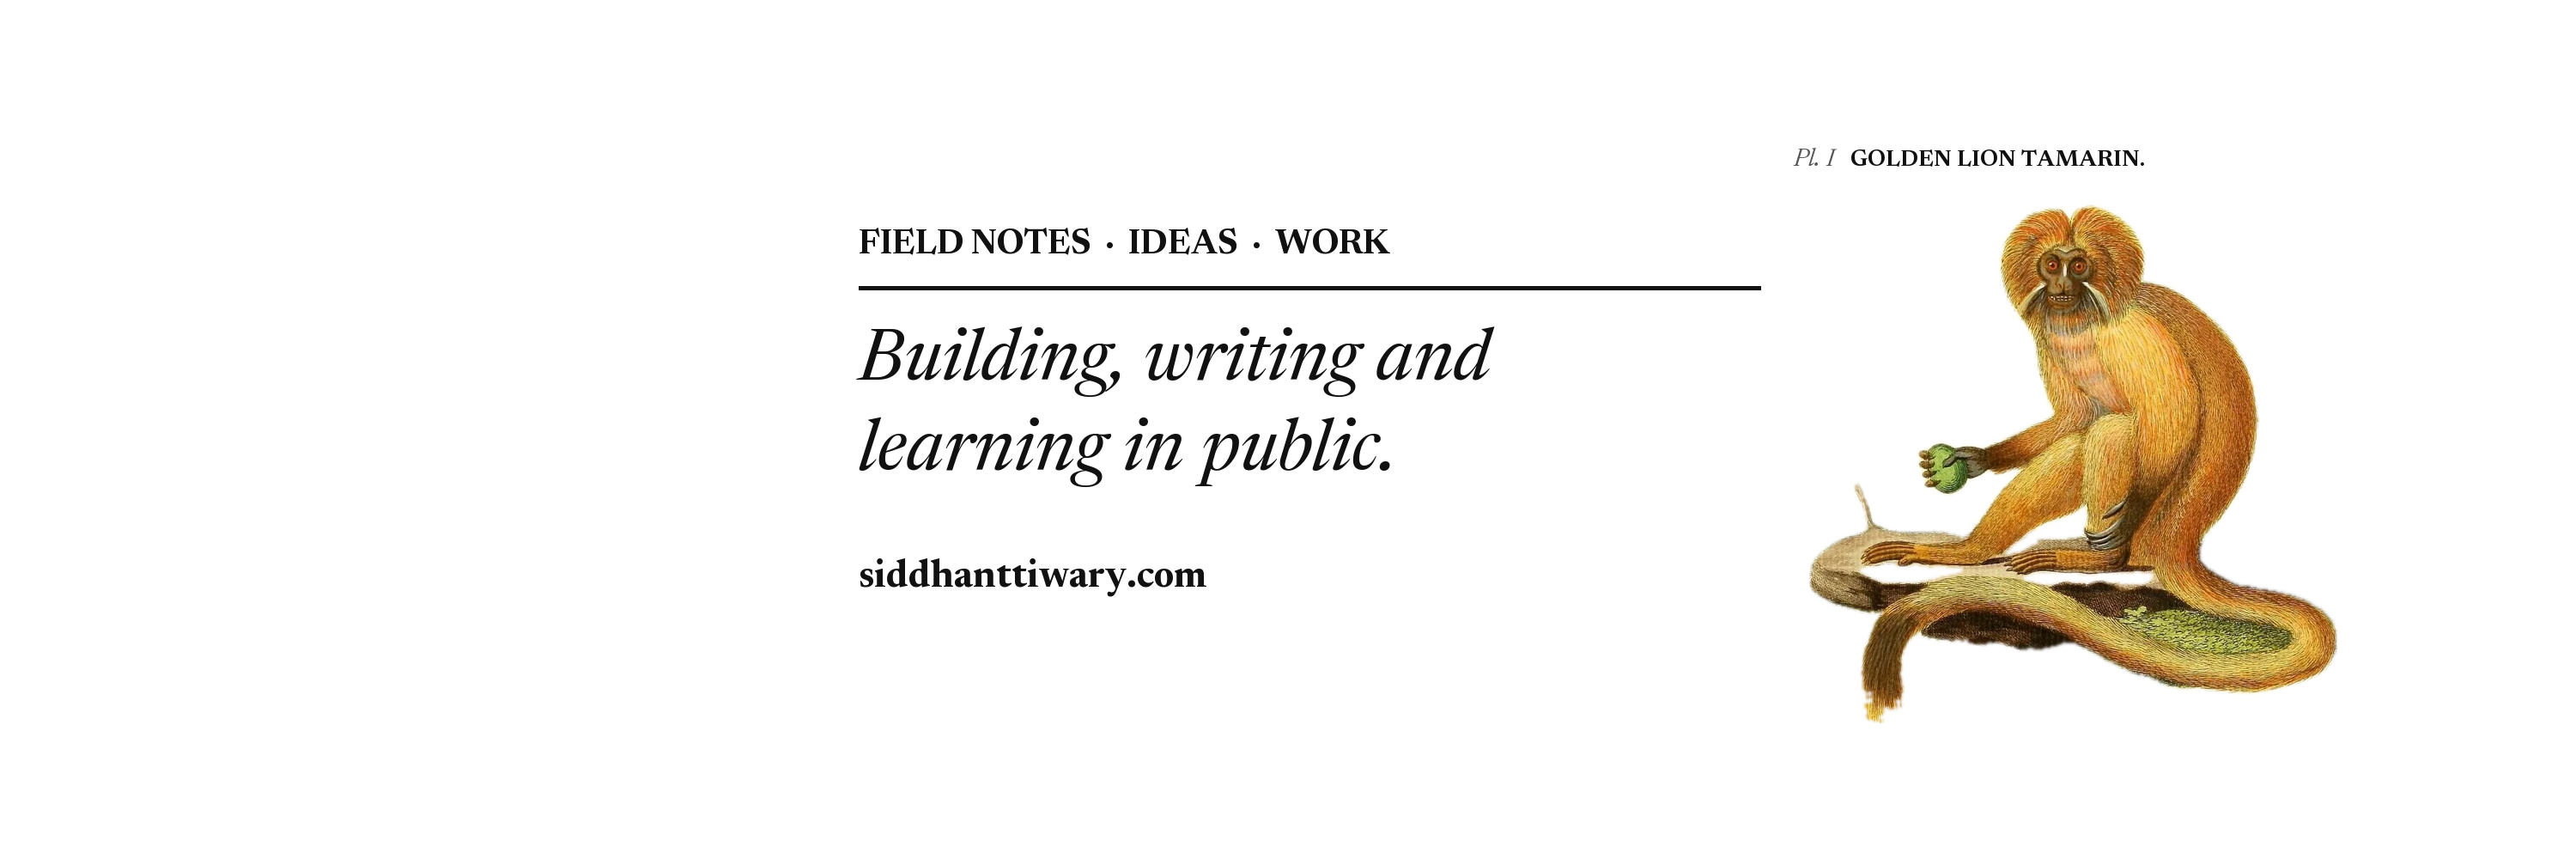 Pl. I GOLDEN LION TAMARIN.
FIELD NOTES · IDEAS · WORK
Building, writing and
learning in public.
siddhanttiwary.com